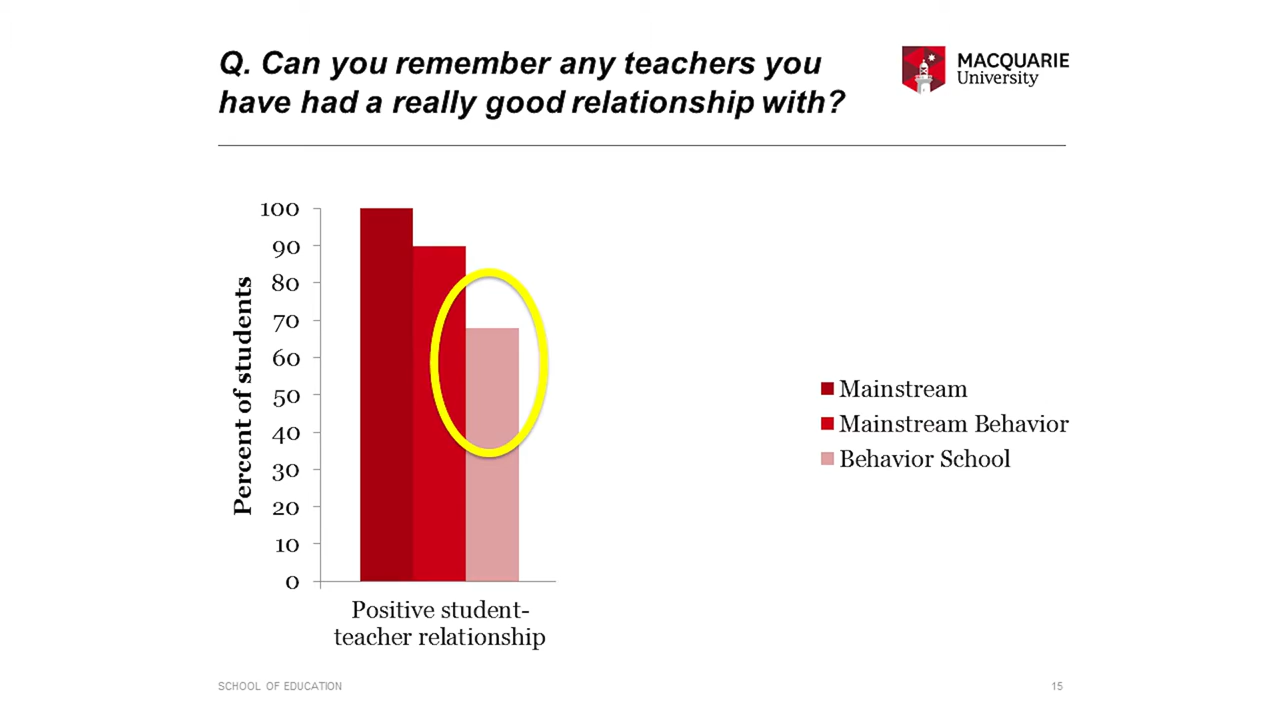 Q. Can you remember any teachers you
have had a really good relationship with?
MACQUARIE
University
100
90
80
70
60
50
40
30
20
10
0
Percent of students
Positive student-
teacher relationship
Mainstream
Mainstream Behavior
Behavior School
SCHOOL OF EDUCATION
15